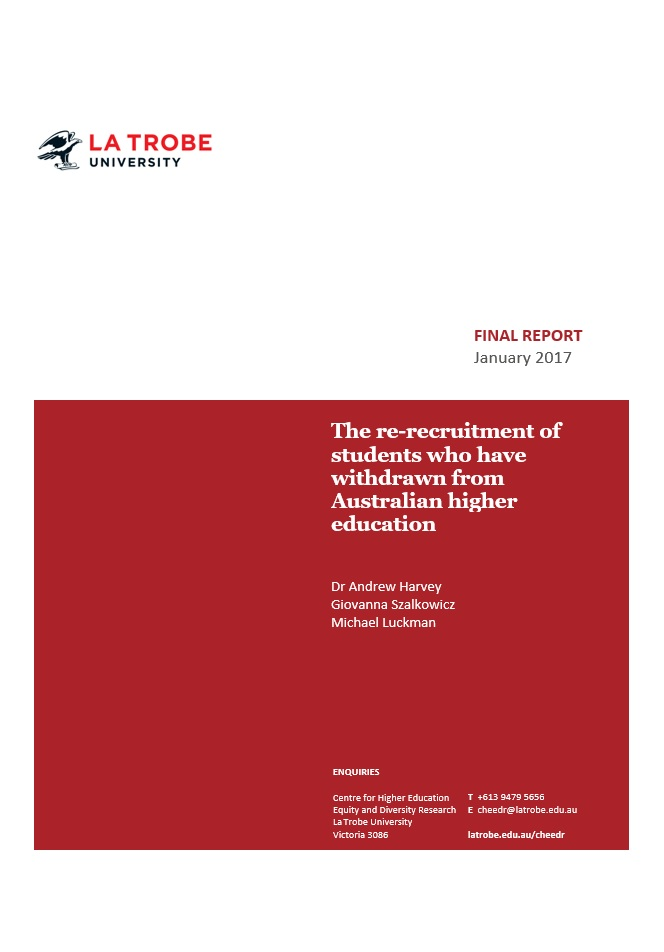 LA TROBE
UNIVERSITY
FINAL REPORT
January 2017
The re-recruitment of
students who have
withdrawn from
Australian higher
education
Dr Andrew Harvey
Giovanna Szalkowicz
Michael Luckman
ENQUIRIES
Centre for Higher Education
Equity and Diversity Research
La Trobe University
Victoria 3086
T +613 9479 5656
E cheedr@latrobe.edu.au
latrobe.edu.au/cheedr